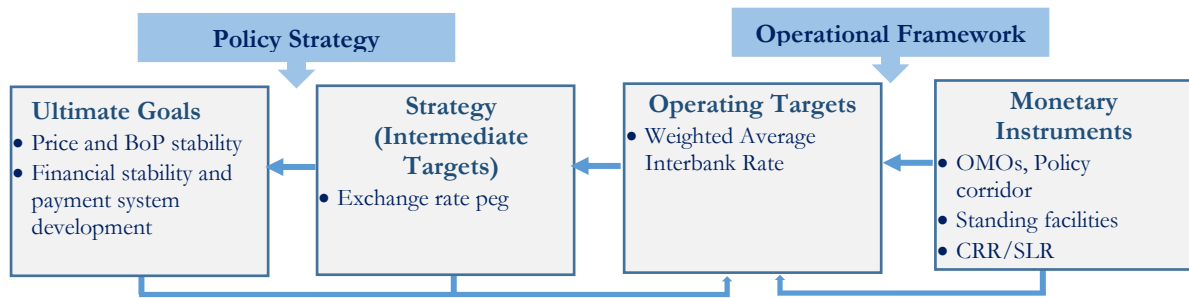 Policy Strategy
Operational Framework
Ultimate Goals
• Price and BoP stability
• Financial stability and
payment system
development
Strategy
(Intermediate
Targets)
• Exchange rate peg
Operating Targets
• Weighted Average
Interbank Rate
Monetary
Instruments
• OMOs, Policy
corridor
• Standing facilities
• CRR/SLR